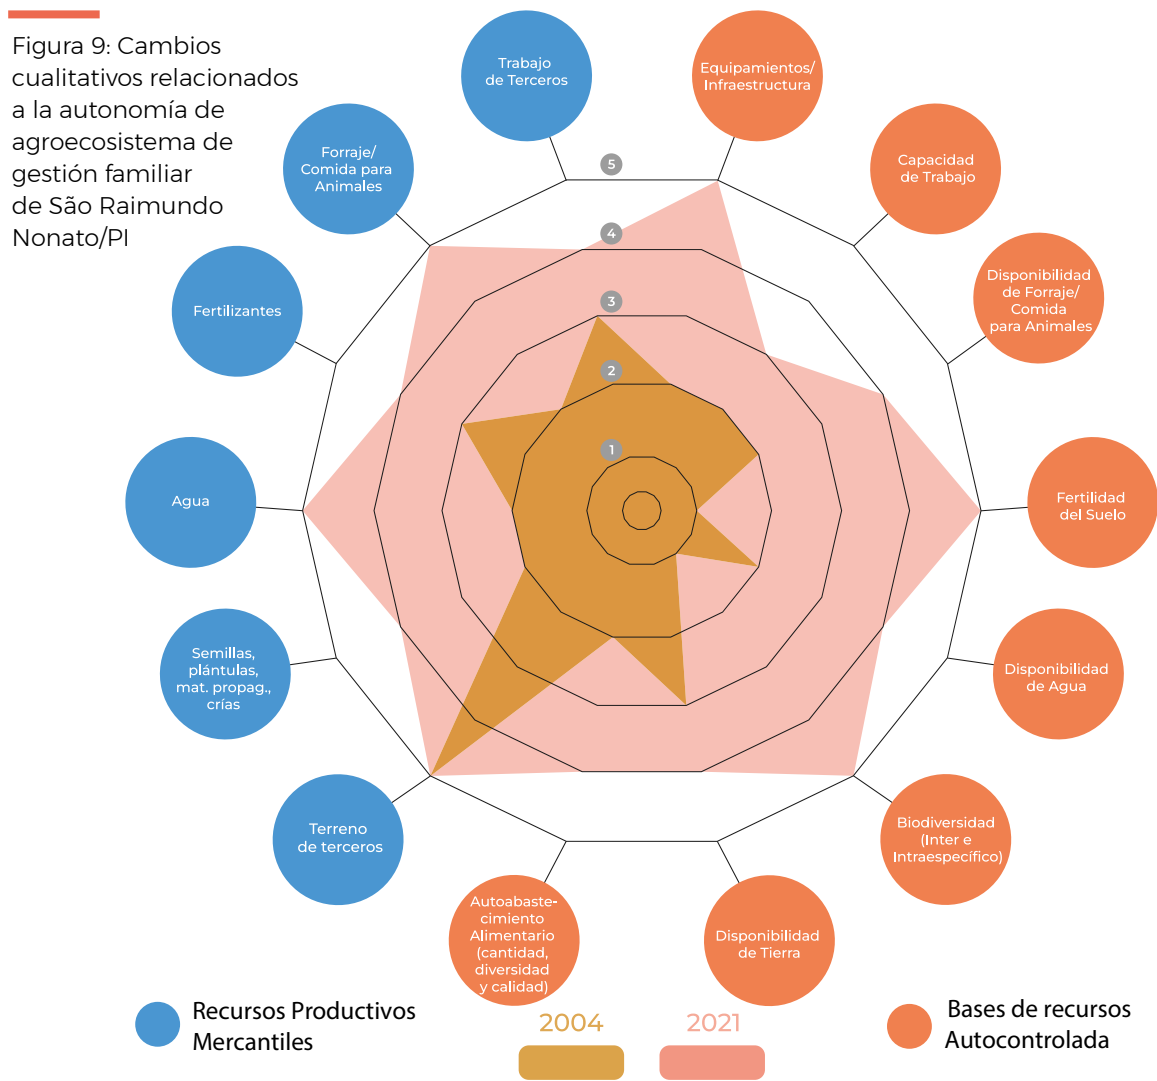 Figura 9: Cambios
cualitativos relacionados
a la autonomía de
agroecosistema de
gestión familiar
de São Raimundo
Nonato/PI
Trabajo
de Terceros
Equipamientos/
Infraestructura
Forraje/
Comida para
Animales
Capacidad
de Trabajo
Fertilizantes
Disponibilidad
de Forraje/
Comida
para Animales
Agua
Fertilidad
del Suelo
Semillas,
plántulas,
mat. propag.,
crías
Disponibilidad
de Agua
Terreno
de terceros
Biodiversidad
(Inter e
Intraespecífico)
Autoabaste-
cimiento
Alimentario
(cantidad,
diversidad
y calidad)
Disponibilidad
de Tierra
5
4
3
2
1
Recursos Productivos
Mercantiles
2004
2021
Bases de recursos
Autocontrolada